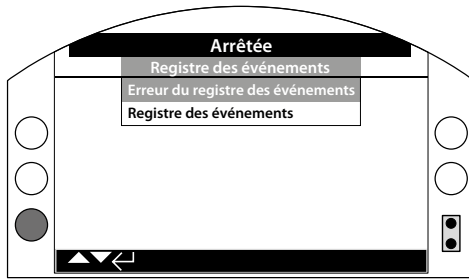 Arrêtée
Registre des événements
Erreur du registre des événements
Registre des événements